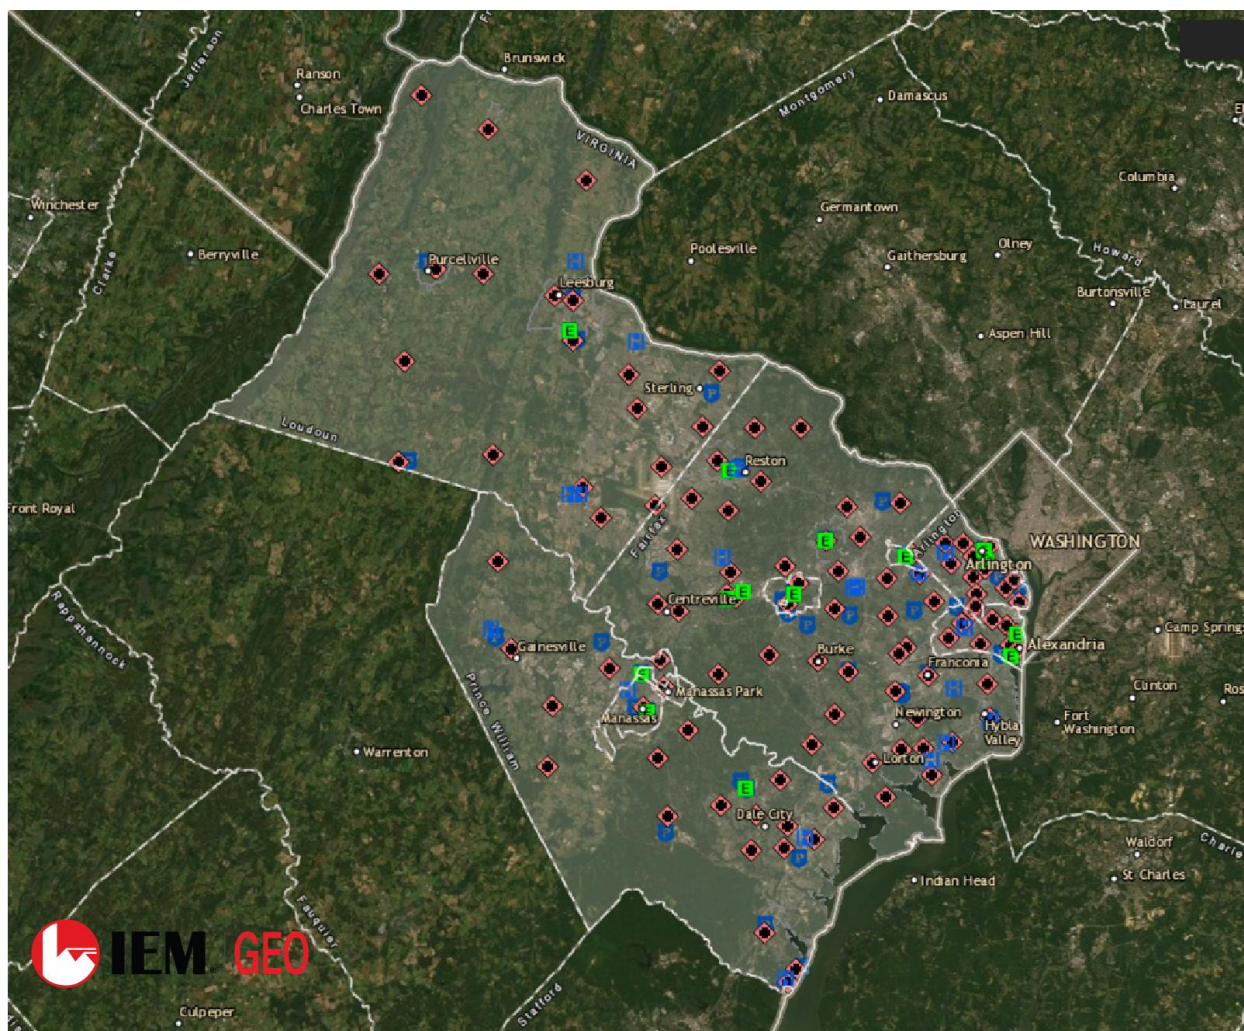 Brunswick
Ranson
Jefferson
Charles Town
Montgomery
Damascus
VIRGINIA
Columbia
Winchester
Germantown
Berryville
Clarke
Purcellville
Poolesville
Olney
Howard
Gaithersburg
H
Leesburg
Burtonsville
Laurel
E
H
Aspen Hill
Sterling
P
Loudoun
P
E
Reston
H
P
Front Royal
Fairfax
Arlington
WASHINGTON
E
E
E
H
Arlington
P
H
E
E
Centreville
P
P
Rappahannock
H
P
P
Gainesville
Burke
E
Alexandria
Camp Springs
E
Franconia
E
Prince William
H
Manassas Park
H
Clinton
Manassas
Newington
Hybla
Valley
Fort
Washington
Warrenton
H
Lorton
H
E
P
Dale City
P
H
P
Waldorf
St Charles
Indian Head
Fauquier
IEM GEO
Stafford
Culpeper